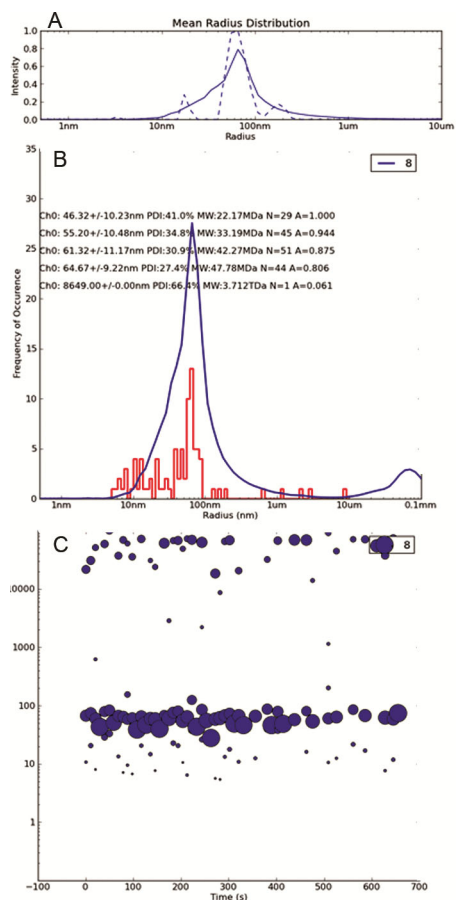 A
Mean Radius Distribution
1.0
0.8
0.6
0.4
0.2
0.0
Intensity
1nm 10nm 100nm 1mm 10um
Radius
B
8
35
30
25
20
15
10
5
0
Frequency of Occurence
Ch0: 46.32+/-10.23nm PDI:41.0% MW:22.17MDa N=29 A=1.000
Ch0: 55.20+/-10.48nm PDI:34.8% MW:33.19MDa N=45 A=0.944
Ch0: 61.32+/-11.17nm PDI:30.9% MW:42.27MDa N=51 A=0.875
Ch0: 64.67+/-9.22nm PDI:27.4% MW:47.78MDa N=44 A=0.806
Ch0: 8649.00+/-0.00nm PDI:66.4% MW:3.712TDa N=1 A=0.061
1nm 10nm 100nm 1nm 10nm 0.1nm
Radius (nm)
C
8
10000
1000
100
10
1
-100 0 100 200 300 400 500 600 700
Time (s)